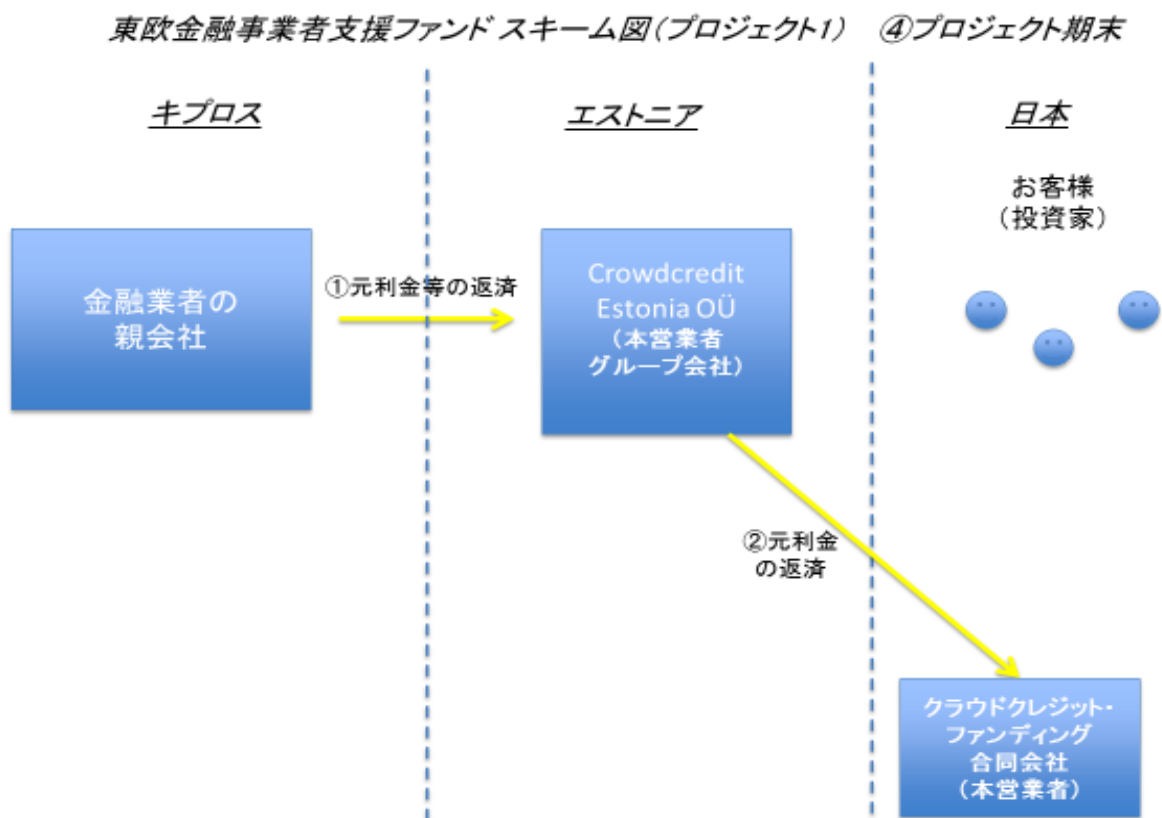 東欧金融事業者支援ファンド スキーム図(プロジェクト1) ④プロジェクト期末
キプロス
エストニア
日本
お客様
(投資家)
金融業者の
親会社
①元利金等の返済
Crowdcredit
Estonia OÜ
(本営業者
グループ会社)
②元利金
の返済
クラウドクレジット・
ファンディング
合同会社
(本営業者)